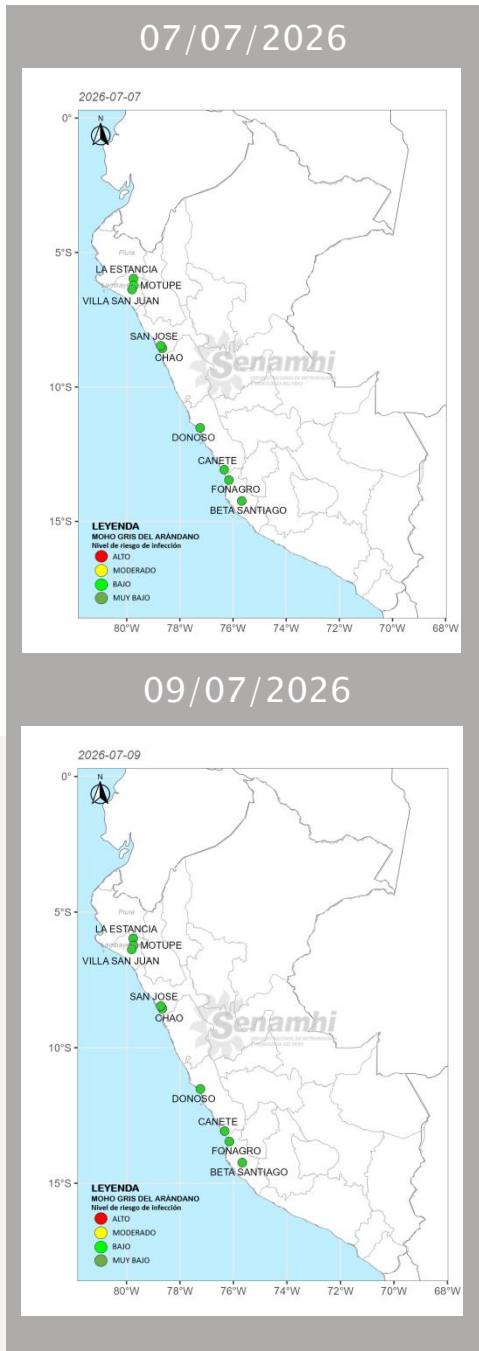 07/07/2026
2026-07-07
N
0°
5°S
10°S
15°S
Piura
LA ESTANCIA
MOTUPE
VILLA SAN JUAN
SAN JOSE
CHAO
Senamhi
DONOSO
CANETE
FONAGRO
BETA SANTIAGO
LEYENDA
MOHO GRIS DEL ARÁNDANO
Nivel de riesgo de infección
ALTO
MODERADO
BAJO
MUY BAJO
80°W 78°W 76°W 74°W 72°W 70°W 68°W
09/07/2026
2026-07-09
N
0°
5°S
10°S
15°S
Piura
LA ESTANCIA
MOTUPE
VILLA SAN JUAN
SAN JOSE
CHAO
Senamhi
DONOSO
CANETE
FONAGRO
BETA SANTIAGO
LEYENDA
MOHO GRIS DEL ARÁNDANO
Nivel de riesgo de infección
ALTO
MODERADO
BAJO
MUY BAJO
80°W 78°W 76°W 74°W 72°W 70°W 68°W